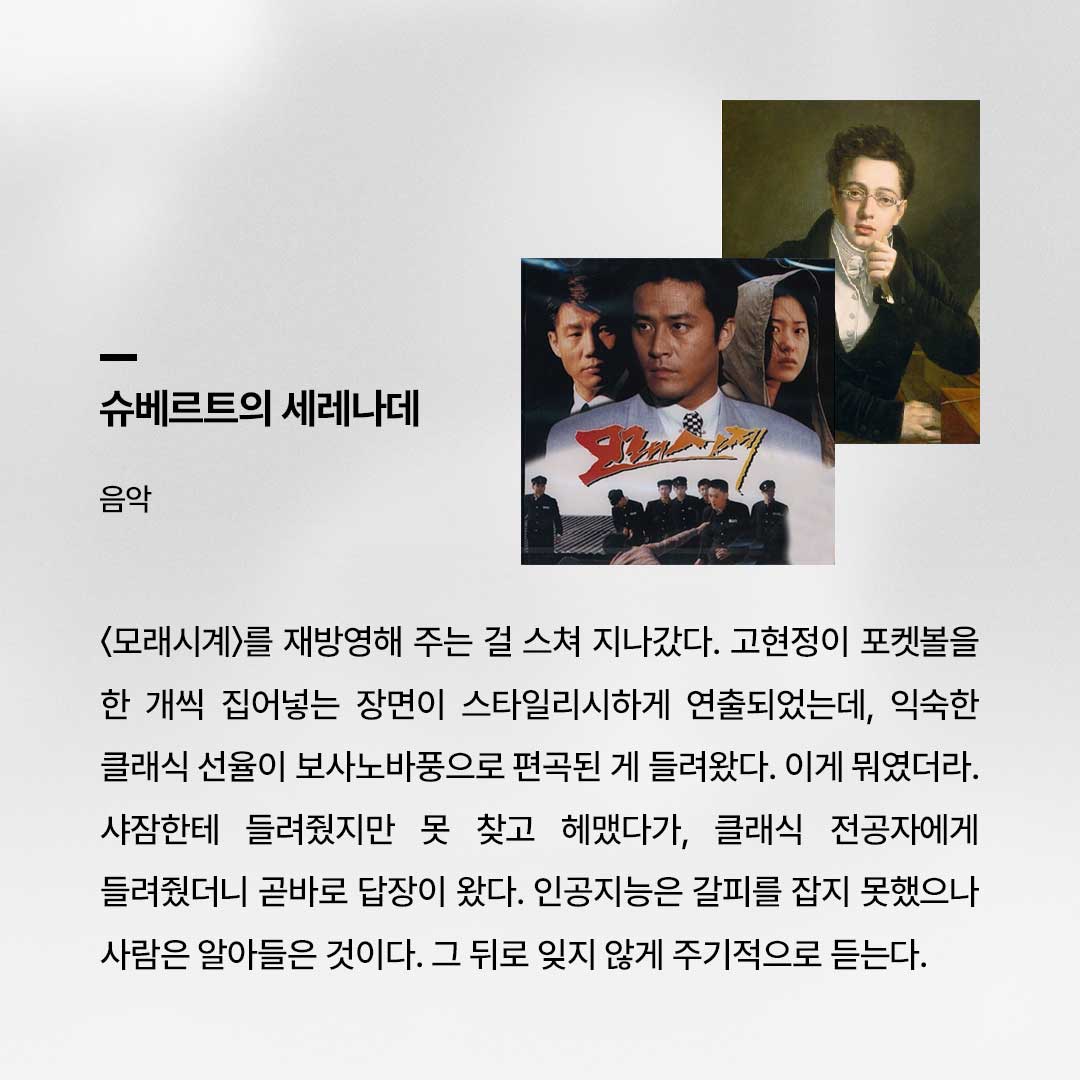 모래시계
슈베르트의 세레나데
음악
〈모래시계〉를 재방영해 주는 걸 스쳐 지나갔다. 고현정이 포켓볼을
한 개씩 집어넣는 장면이 스타일리시하게 연출되었는데, 익숙한
클래식 선율이 보사노바풍으로 편곡된 게 들려왔다. 이게 뭐였더라.
샤잠한테 들려줬지만 못 찾고 헤맸다가, 클래식 전공자에게
들려줬더니 곧바로 답장이 왔다. 인공지능은 갈피를 잡지 못했으나
사람은 알아들은 것이다. 그 뒤로 잊지 않게 주기적으로 듣는다.